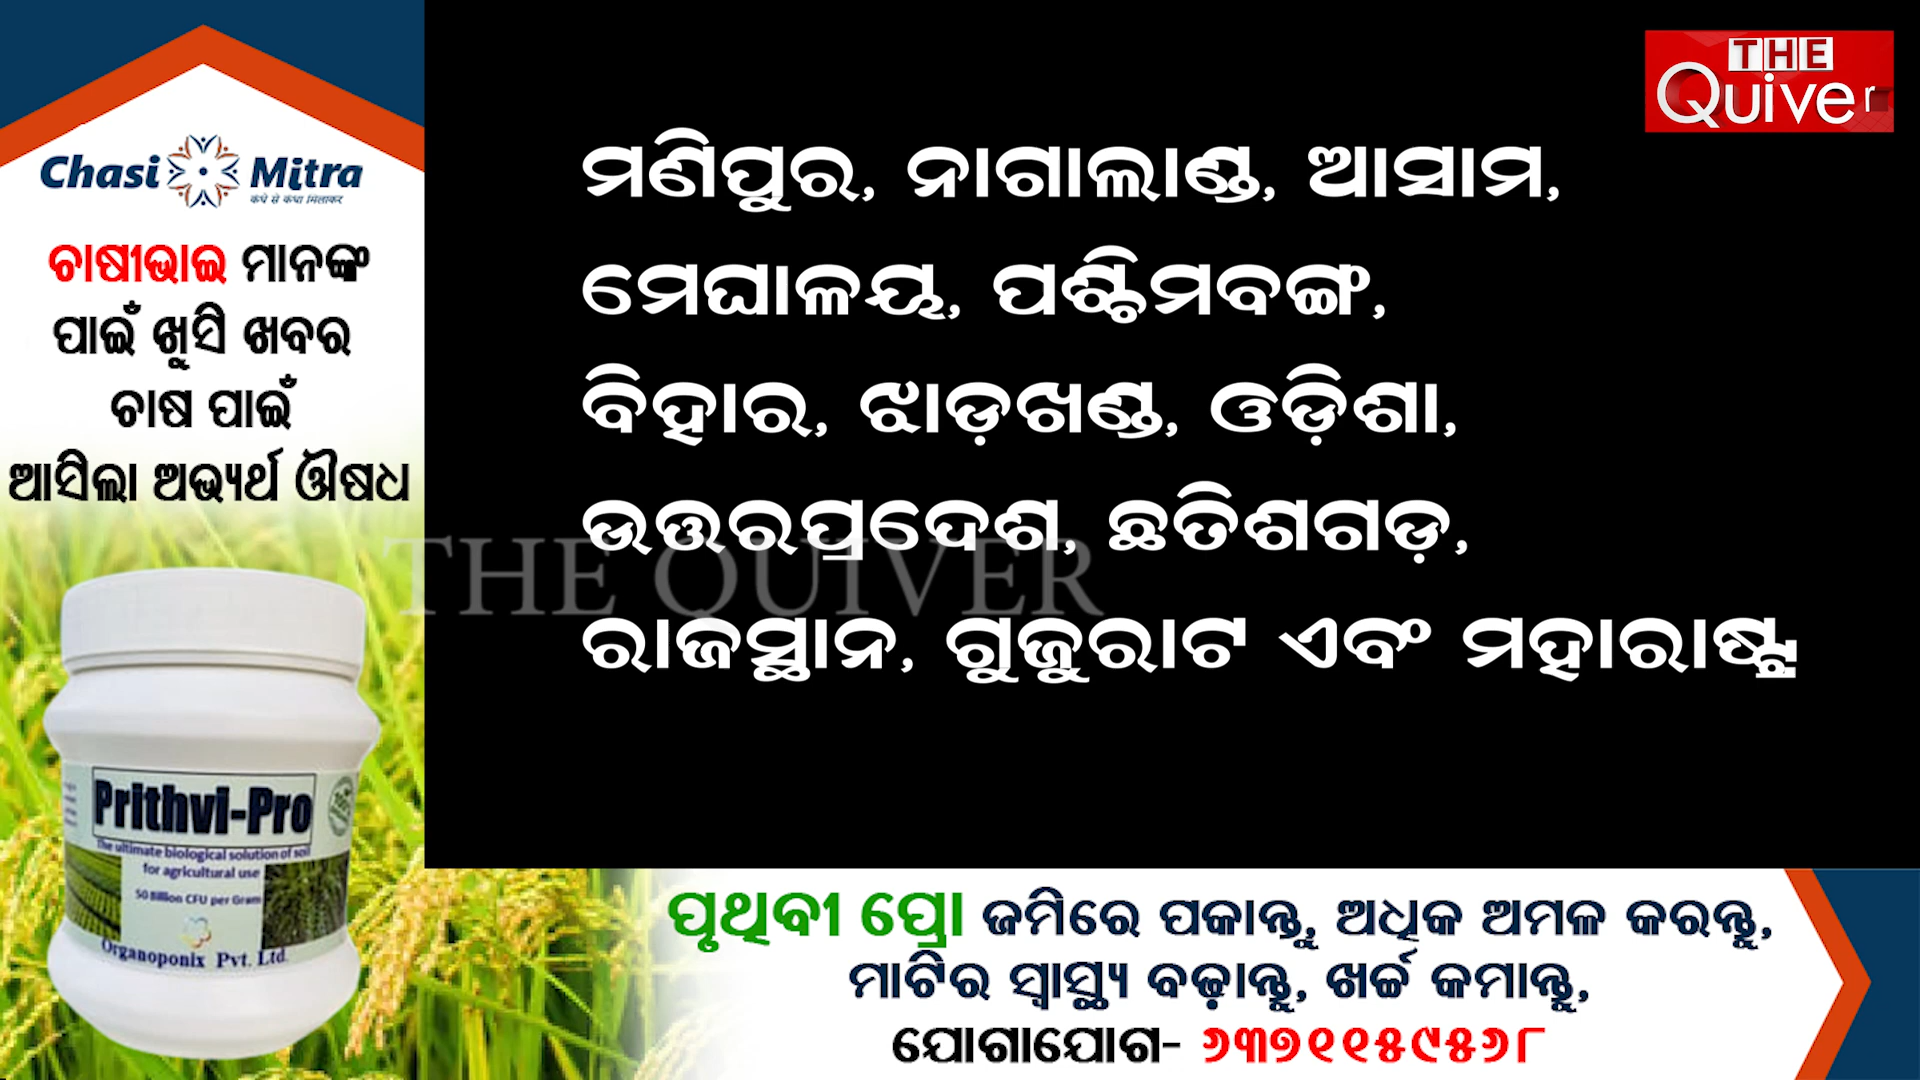 THE
Quiver
Chasi Mitra
कंधे से कंधा मिलाकर
ଚାଷୀଭାଇ ମାନଙ୍କ
ପାଇଁ ଖୁସି ଖବର
ଚାଷ ପାଇଁ
ଆସିଲା ଅଭ୍ୟର୍ଥ ଔଷଧ
ମଣିପୁର, ନାଗାଲାଣ୍ଡ, ଆସାମ,
ମେଘାଳୟ, ପଶ୍ଚିମବଙ୍ଗ,
ବିହାର, ଝାଡ଼ଖଣ୍ଡ, ଓଡ଼ିଶା,
ଉତ୍ତରପ୍ରଦେଶ, ଛତିଶଗଡ଼,
ରାଜସ୍ଥାନ, ଗୁଜୁରାଟ ଏବଂ ମହାରାଷ୍ଟ୍ର
THE QUIVER
Prithvi-Pro
The ultimate biological solution of soil
for agricultural use
50 Billion CFU per Gram
Organoponix Pvt. Ltd.
ପୃଥିବୀ ପ୍ରୋ ଜମିରେ ପକାନ୍ତୁ, ଅଧିକ ଅମଳ କରନ୍ତୁ,
ମାଟିର ସ୍ୱାସ୍ଥ୍ୟ ବଢ଼ାନ୍ତୁ, ଖର୍ଚ୍ଚ କମାନ୍ତୁ,
ଯୋଗାଯୋଗ- ୬୩୭୧୧୫୯୫୬୮